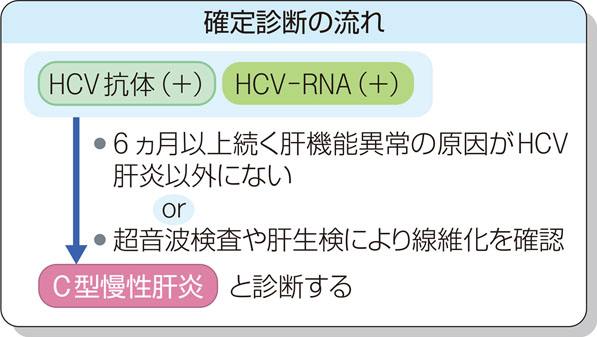 確定診断の流れ
HCV抗体(+) HCV-RNA(+)
● 6ヵ月以上続く肝機能異常の原因がHCV
肝炎以外にない
or
● 超音波検査や肝生検により線維化を確認
C型慢性肝炎 と診断する